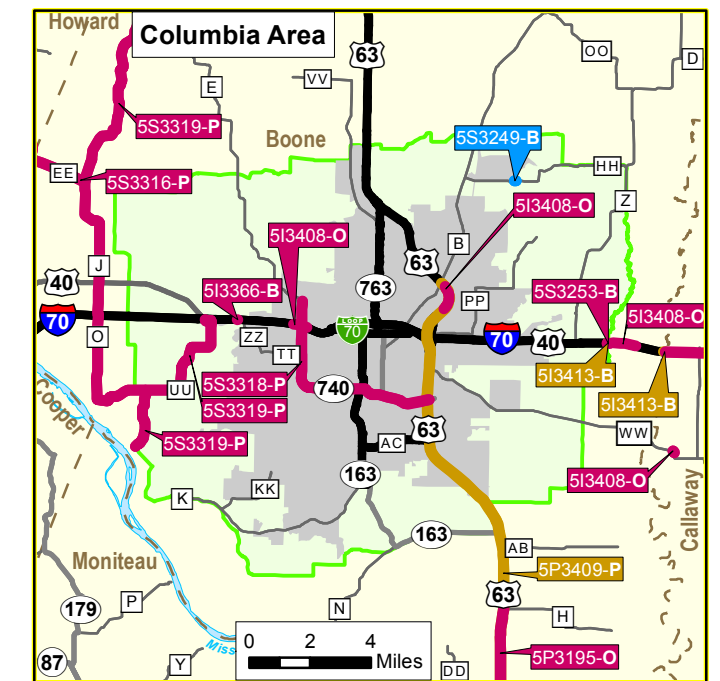 Howard
Columbia Area
63
OO
D
E
VV
5S3319-P
Boone
5S3249-B
EE
HH
5S3316-P
Z
5I3408-O
5I3408-O
B
J
63
40
5I3366-B
763
PP
5S3253-B
5I3408-O
70
O
LOOP
70
70
40
ZZ
TT
5I3413-B
UU
5S3318-P
740
5I3413-B
5S3319-P
Cooper
63
WW
5S3319-P
AC
163
5I3408-O
KK
K
163
Callaway
AB
Moniteau
5P3409-P
63
179
P
N
H
Miss
0 2 4
Miles
87
Y
DD
5P3195-O